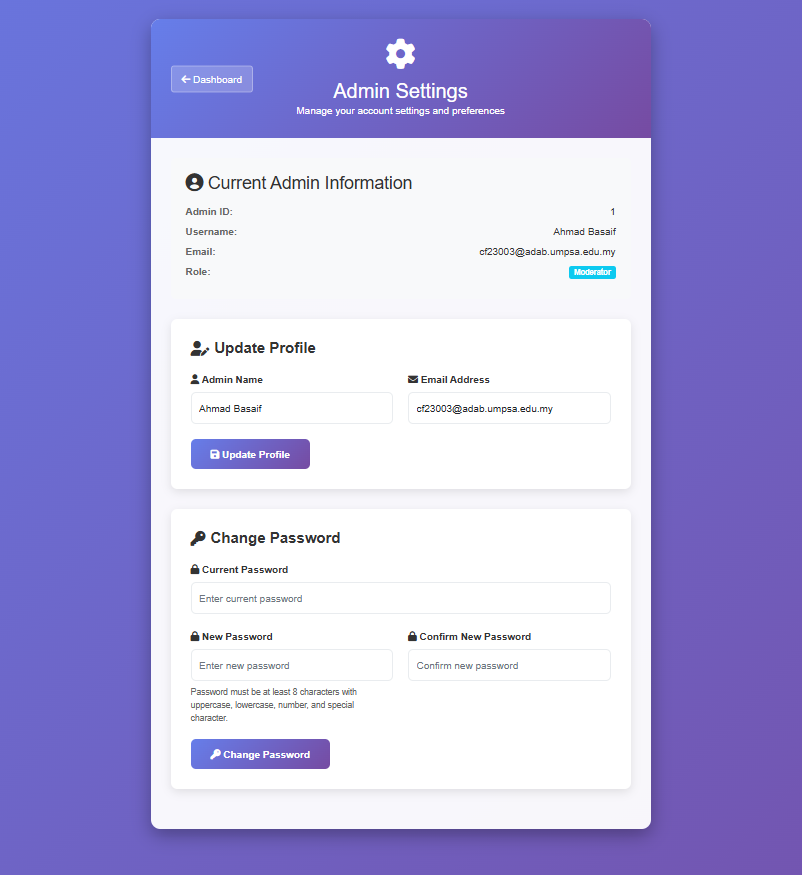 Dashboard
Admin Settings
Manage your account settings and preferences
Current Admin Information
Admin ID: 1
Username: Ahmad Basaif
Email: cf23003@adab.umpsa.edu.my
Role: Moderator
Update Profile
Admin Name Email Address
Ahmad Basaif cf23003@adab.umpsa.edu.my
Update Profile
Change Password
Current Password
Enter current password
New Password Confirm New Password
Enter new password Confirm new password
Password must be at least 8 characters with
uppercase, lowercase, number, and special
character.
Change Password